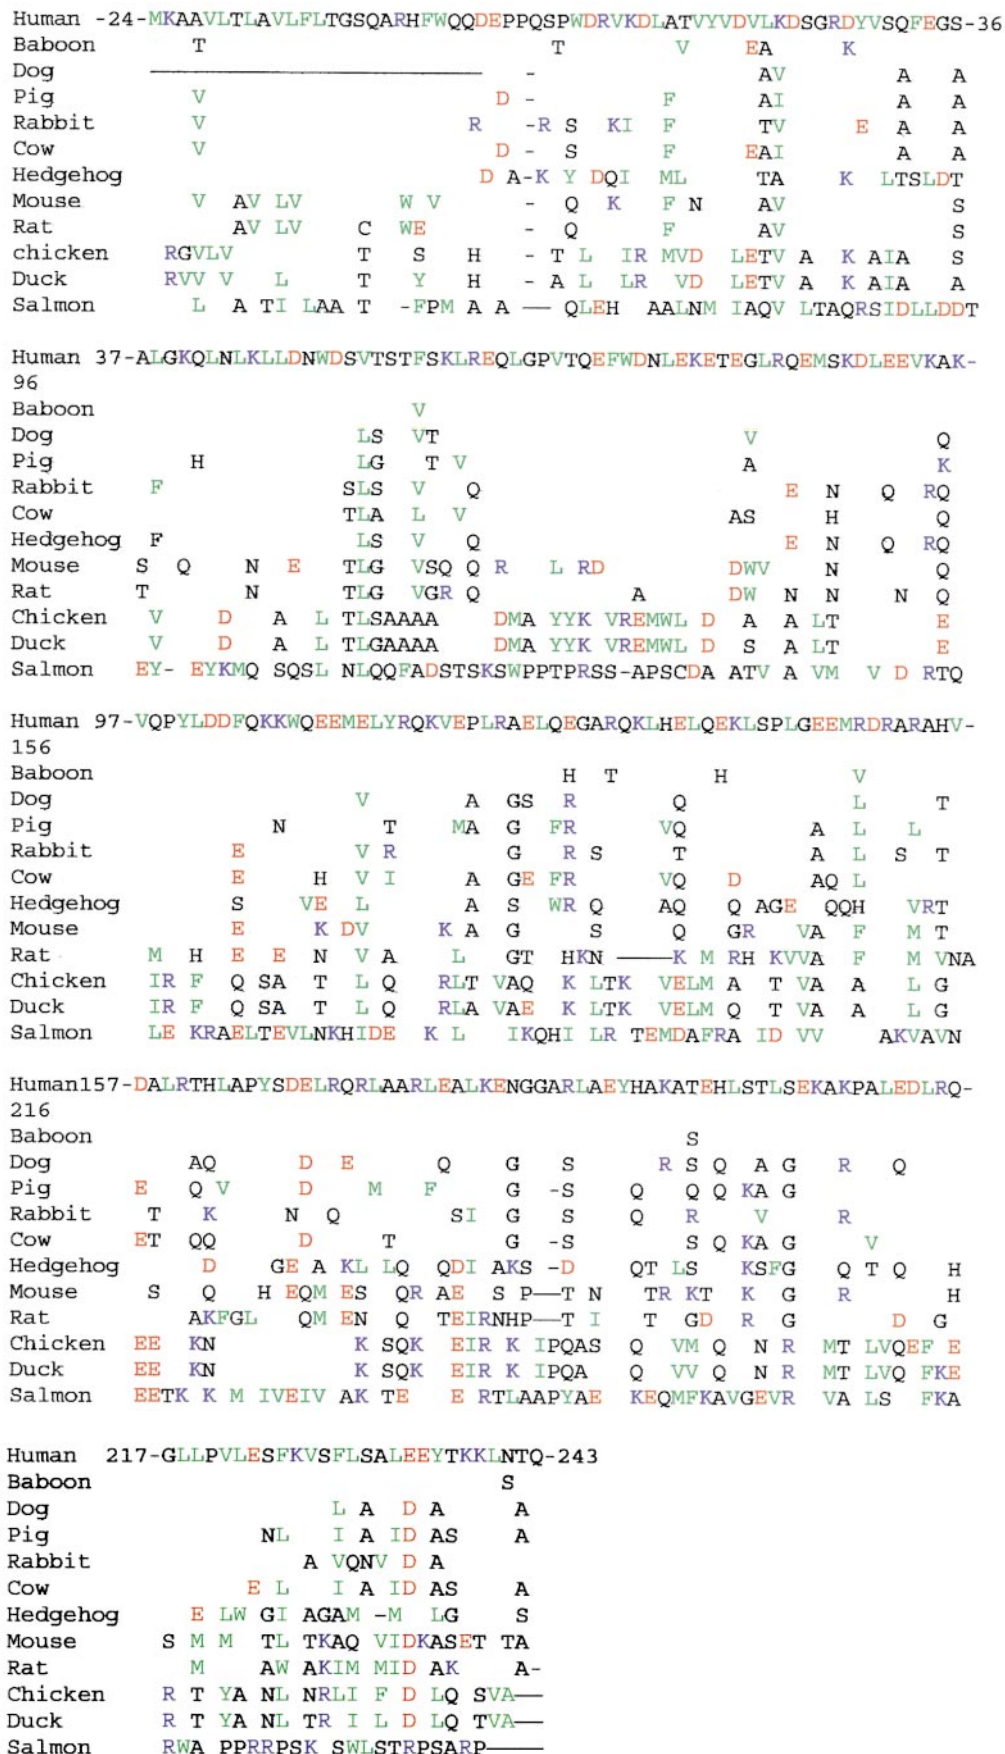 Human -24-MKAAVLTLAVLFLTGSQARHFWQQDEPPQSPWDRVKDLATVYVDVLKDSGRDYVSQFEGS-36
Baboon T T V EA K
Dog - AV A A
Pig V D - F AI A A
Rabbit V R -R S KI F TV E A A
Cow V D - S F EAI A A
Hedgehog D A-K Y DQI ML TA K LTSLDT
Mouse V AV LV W V - Q K F N AV S
Rat AV LV C WE - Q F AV S
chicken RGVLV T S H - T L IR MVD LETV A K AIA S
Duck RVV V L T Y H - A L LR VD LETV A K AIA A
Salmon L A TI LAA T -FPM A A — QLEH AALNM IAQV LTAQRSIDLLDDT
Human 37-ALGKQLNLKLLDNWDSVTSTFSKLREQLGPVTQEFWDNLEKETEGLRQEMSKDLEEVKAK-
96
Baboon V
Dog LS VT V Q
Pig H LG T V A K
Rabbit F SLS V Q E N Q RQ
Cow TLA L V AS H Q
Hedgehog F LS V Q E N Q RQ
Mouse S Q N E TLG VSQ Q R L RD DWV N Q
Rat T N TLG VGR Q A DW N N N Q
Chicken V D A L TLSAAAA DMA YYK VREMWL D A A LT E
Duck V D A L TLGAAAA DMA YYK VREMWL D S A LT E
Salmon EY- EYKMQ SQSL NLQQFADSTSKSWPPTPRSS-APSCDA ATV A VM V D RTQ
Human 97-VQPYLDDFQKKWQEEMELYRQKVEPLRAELQEGARQKLHELQEKLSPLGEEMRDRARAHV-
156
Baboon H T H V
Dog V A GS R Q L T
Pig N T MA G FR VQ A L L
Rabbit E V R G R S T A L S T
Cow E H V I A GE FR VQ D AQ L
Hedgehog S VE L A S WR Q AQ Q AGE QQH VRT
Mouse E K DV K A G S Q GR VA F M T
Rat M H E E N V A L GT HKN —K M RH KVVA F M VNA
Chicken IR F Q SA T L Q RLT VAQ K LTK VELM A T VA A L G
Duck IR F Q SA T L Q RLA VAE K LTK VELM Q T VA A L G
Salmon LE KRAELTEVLNKHIDE K L IKQHI LR TEMDAFRA ID VV AKVAVN
Human157-DALRTHLAPYSDELRQRLAARLEALKENGGARLAEYHAKATEHLSTLSEKAKPALEDLRQ-
216
Baboon S
Dog AQ D E Q G S R S Q A G R Q
Pig E Q V D M F G -S Q Q Q KA G
Rabbit T K N Q SI G S Q R V R
Cow ET QQ D T G -S S Q KA G V
Hedgehog D GEA KL LQ QDI AKS -D QT LS KSFG Q T Q H
Mouse S Q H EQM ES QR AE S P—T N TR KT K G R H
Rat AKFGL QM EN Q TEIRNHP—T I T GD R G D G
Chicken EE KN K SQK EIR K IPQAS Q VM Q N R MT LVQEF E
Duck EE KN K SQK EIR K IPQA Q VV Q N R MT LVQ FKE
Salmon EETK K M IVEIV AK TE E RTLAAPYAE KEQMFKAVGEVR VA LS FKA
Human 217-GLLPVLESFKVSFLSALEEYTKKLNTQ-243
Baboon S
Dog L A D A A
Pig NL I A ID AS A
Rabbit A VQNV D A
Cow E L I A ID AS A
Hedgehog E LW GI AGAM -M LG S
Mouse S M M TL TKAQ VIDKASET TA
Rat M AW AKIM MID AK A-
Chicken R T YA NL NRLI F D LQ SVA—
Duck R T YA NL TR I L D LQ TVA—
Salmon RWA PPRRPSK SWLSTRPSARP—